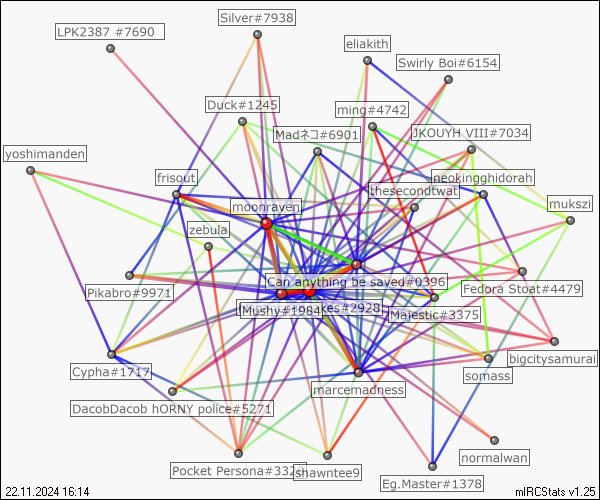 Silver#7938
LPK2387 #7690
eliakith
Swirly Boi#6154
Duck#1245
ming#4742
Madネコ#6901
JKOUYH VIII#7034
yoshimanden
frisout
neokingghidorah
thesecondtwat
moonraven
mukszi
zebula
Can anything be saved#0396
Pikabro#9971
Fedora Stoat#4479
Mushy#1984
kes#2928
Majestic#3375
bigcitysamurai
Cypha#1717
somass
marcemadness
DacobDacob hORNY police#5271
normalwan
Pocket Persona#332
shawntee9
Eg.Master#1378
22.11.2024 16:14
mIRCStats v1.25